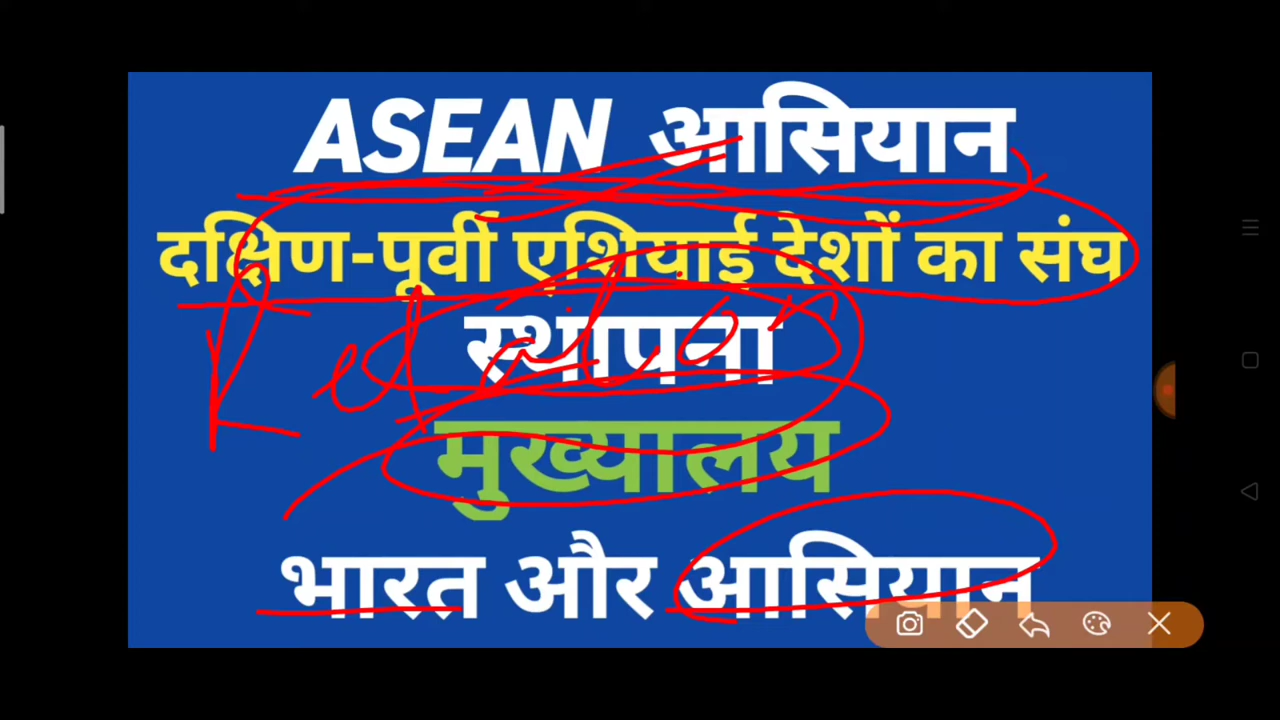 ASEAN आसियान
दक्षिण-पूर्वी एशियाई देशों का संघ
स्थापना
मुख्यालय
भारत और आसियान